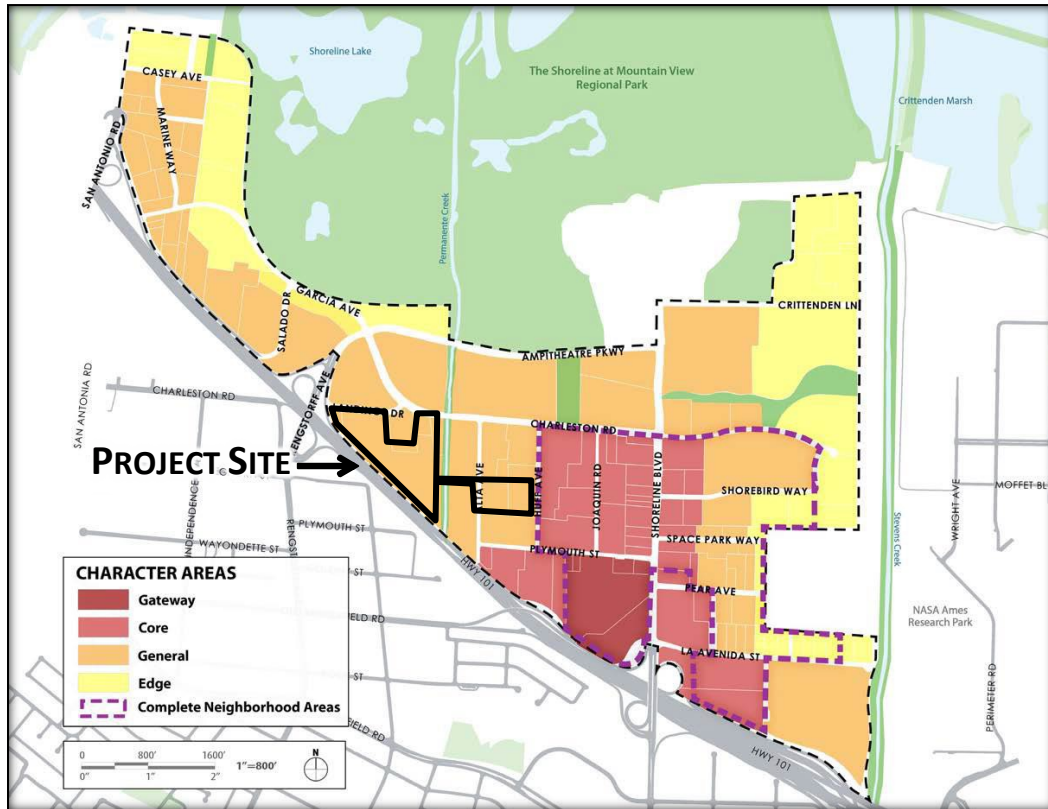 Shoreline Lake
The Shoreline at Mountain View
Regional Park
Crittenden Marsh
CASEY AVE
MARINE WAY
SAN ANTONIO RD
Permanente Creek
GARCIA AVE
SALADO DR
CRITTENDEN LN
AMPITHEATRE PKWY
SAN ANTONIA RD
CHARLESTON RD
LANDINGS DR
CHARLESTON RD
PROJECT SITE
ALTA AVE
HUFF AVE
JOAQUIN RD
SHORELINE BLVD
SHOREBIRD WAY
WRIGHT AVE
MOFFET BL
INDEPENDENCE A
RENGST
PLYMOUTH ST
WAYONDETTE ST
PLYMOUTH ST
SPACE PARK WAY
Stevens Creek
HWY 101
PEAR AVE
NASA Ames
Research Park
LA AVENIDA ST
PERIMETER RD
HWY 101
CHARACTER AREAS
Gateway
Core
General
Edge
Complete Neighborhood Areas
0 800' 1600'
0" 1" 2"
1"=800'
N